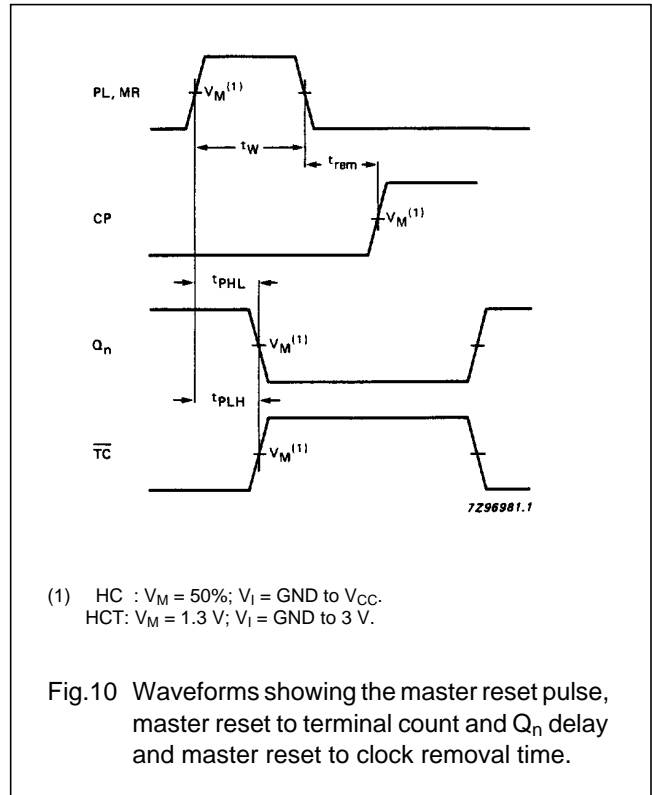 PL, MR
VM(1)
tW
trem
CP
VM(1)
tPHL
Qn
VM(1)
tPLH
TC
VM(1)
7Z96981.1
(1) HC : VM = 50%; VI = GND to VCC.
HCT: VM = 1.3 V; VI = GND to 3 V.
Fig.10 Waveforms showing the master reset pulse,
master reset to terminal count and Qn delay
and master reset to clock removal time.